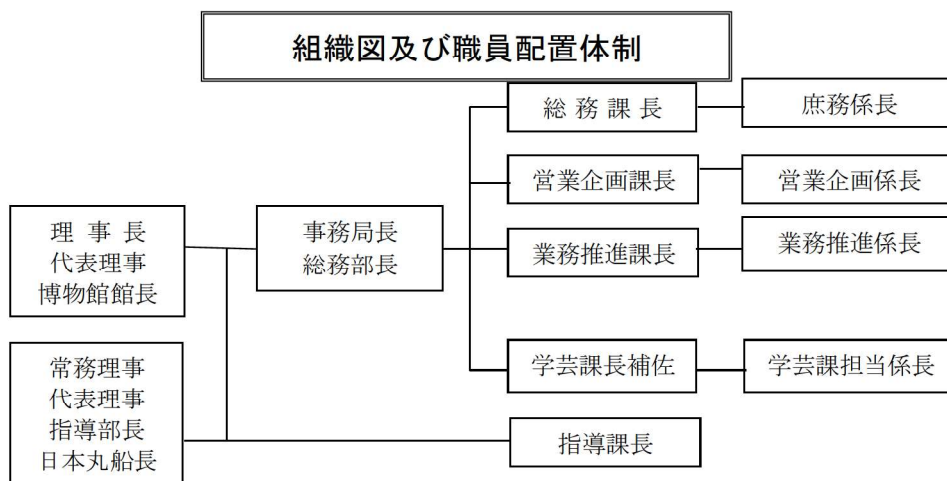 組織図及び職員配置体制
総 務 課 長
庶務係長
営業企画課長
営業企画係長
理 事 長
代表理事
博物館館長
事務局長
総務部長
業務推進課長
業務推進係長
常務理事
代表理事
指導部長
日本丸船長
学芸課長補佐
学芸課担当係長
指導課長